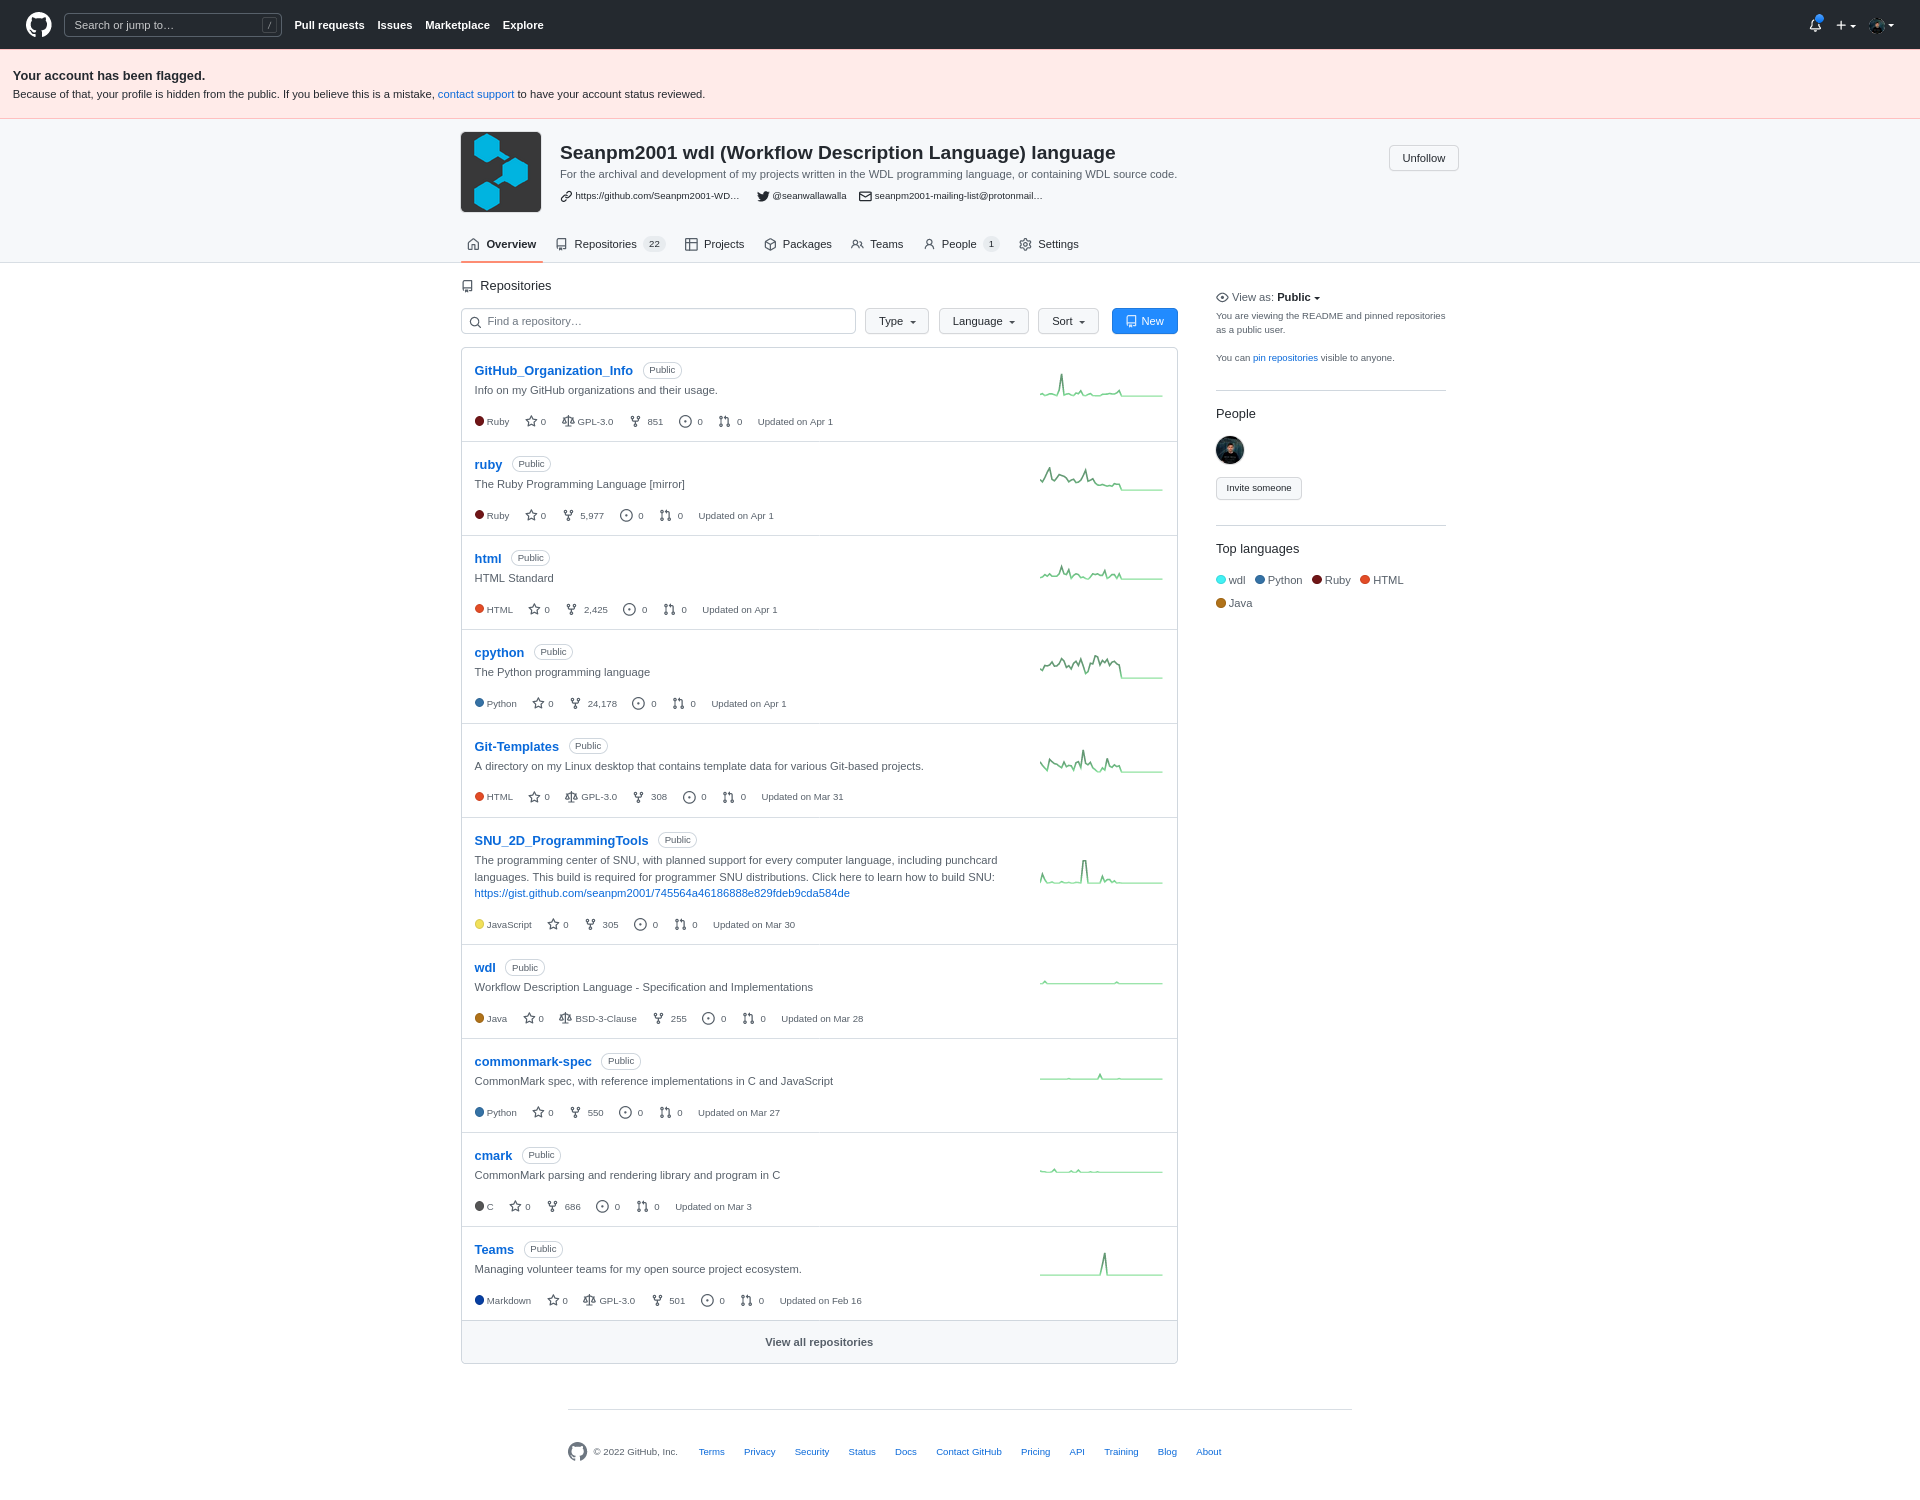 Search or jump to… /
Pull requests Issues Marketplace Explore
Your account has been flagged.
Because of that, your profile is hidden from the public. If you believe this is a mistake, contact support to have your account status reviewed.
Seanpm2001 wdl (Workflow Description Language) language
Unfollow
For the archival and development of my projects written in the WDL programming language, or containing WDL source code.
https://github.com/Seanpm2001-WD… @seanwallawalla seanpm2001-mailing-list@protonmail…
Overview Repositories 22 Projects Packages Teams People 1 Settings
Repositories
Find a repository… Type Language Sort New
GitHub_Organization_Info Public
Info on my GitHub organizations and their usage.
Ruby 0 GPL-3.0 851 0 0 Updated on Apr 1
ruby Public
The Ruby Programming Language [mirror]
Ruby 0 5,977 0 0 Updated on Apr 1
html Public
HTML Standard
HTML 0 2,425 0 0 Updated on Apr 1
cpython Public
The Python programming language
Python 0 24,178 0 0 Updated on Apr 1
Git-Templates Public
A directory on my Linux desktop that contains template data for various Git-based projects.
HTML 0 GPL-3.0 308 0 0 Updated on Mar 31
SNU_2D_ProgrammingTools Public
The programming center of SNU, with planned support for every computer language, including punchcard
languages. This build is required for programmer SNU distributions. Click here to learn how to build SNU:
https://gist.github.com/seanpm2001/745564a46186888e829fdeb9cda584de
JavaScript 0 305 0 0 Updated on Mar 30
wdl Public
Workflow Description Language - Specification and Implementations
Java 0 BSD-3-Clause 255 0 0 Updated on Mar 28
commonmark-spec Public
CommonMark spec, with reference implementations in C and JavaScript
Python 0 550 0 0 Updated on Mar 27
cmark Public
CommonMark parsing and rendering library and program in C
C 0 686 0 0 Updated on Mar 3
Teams Public
Managing volunteer teams for my open source project ecosystem.
Markdown 0 GPL-3.0 501 0 0 Updated on Feb 16
View all repositories
View as: Public
You are viewing the README and pinned repositories
as a public user.
You can pin repositories visible to anyone.
People
Invite someone
Top languages
wdl Python Ruby HTML
Java
© 2022 GitHub, Inc. Terms Privacy Security Status Docs Contact GitHub Pricing API Training Blog About